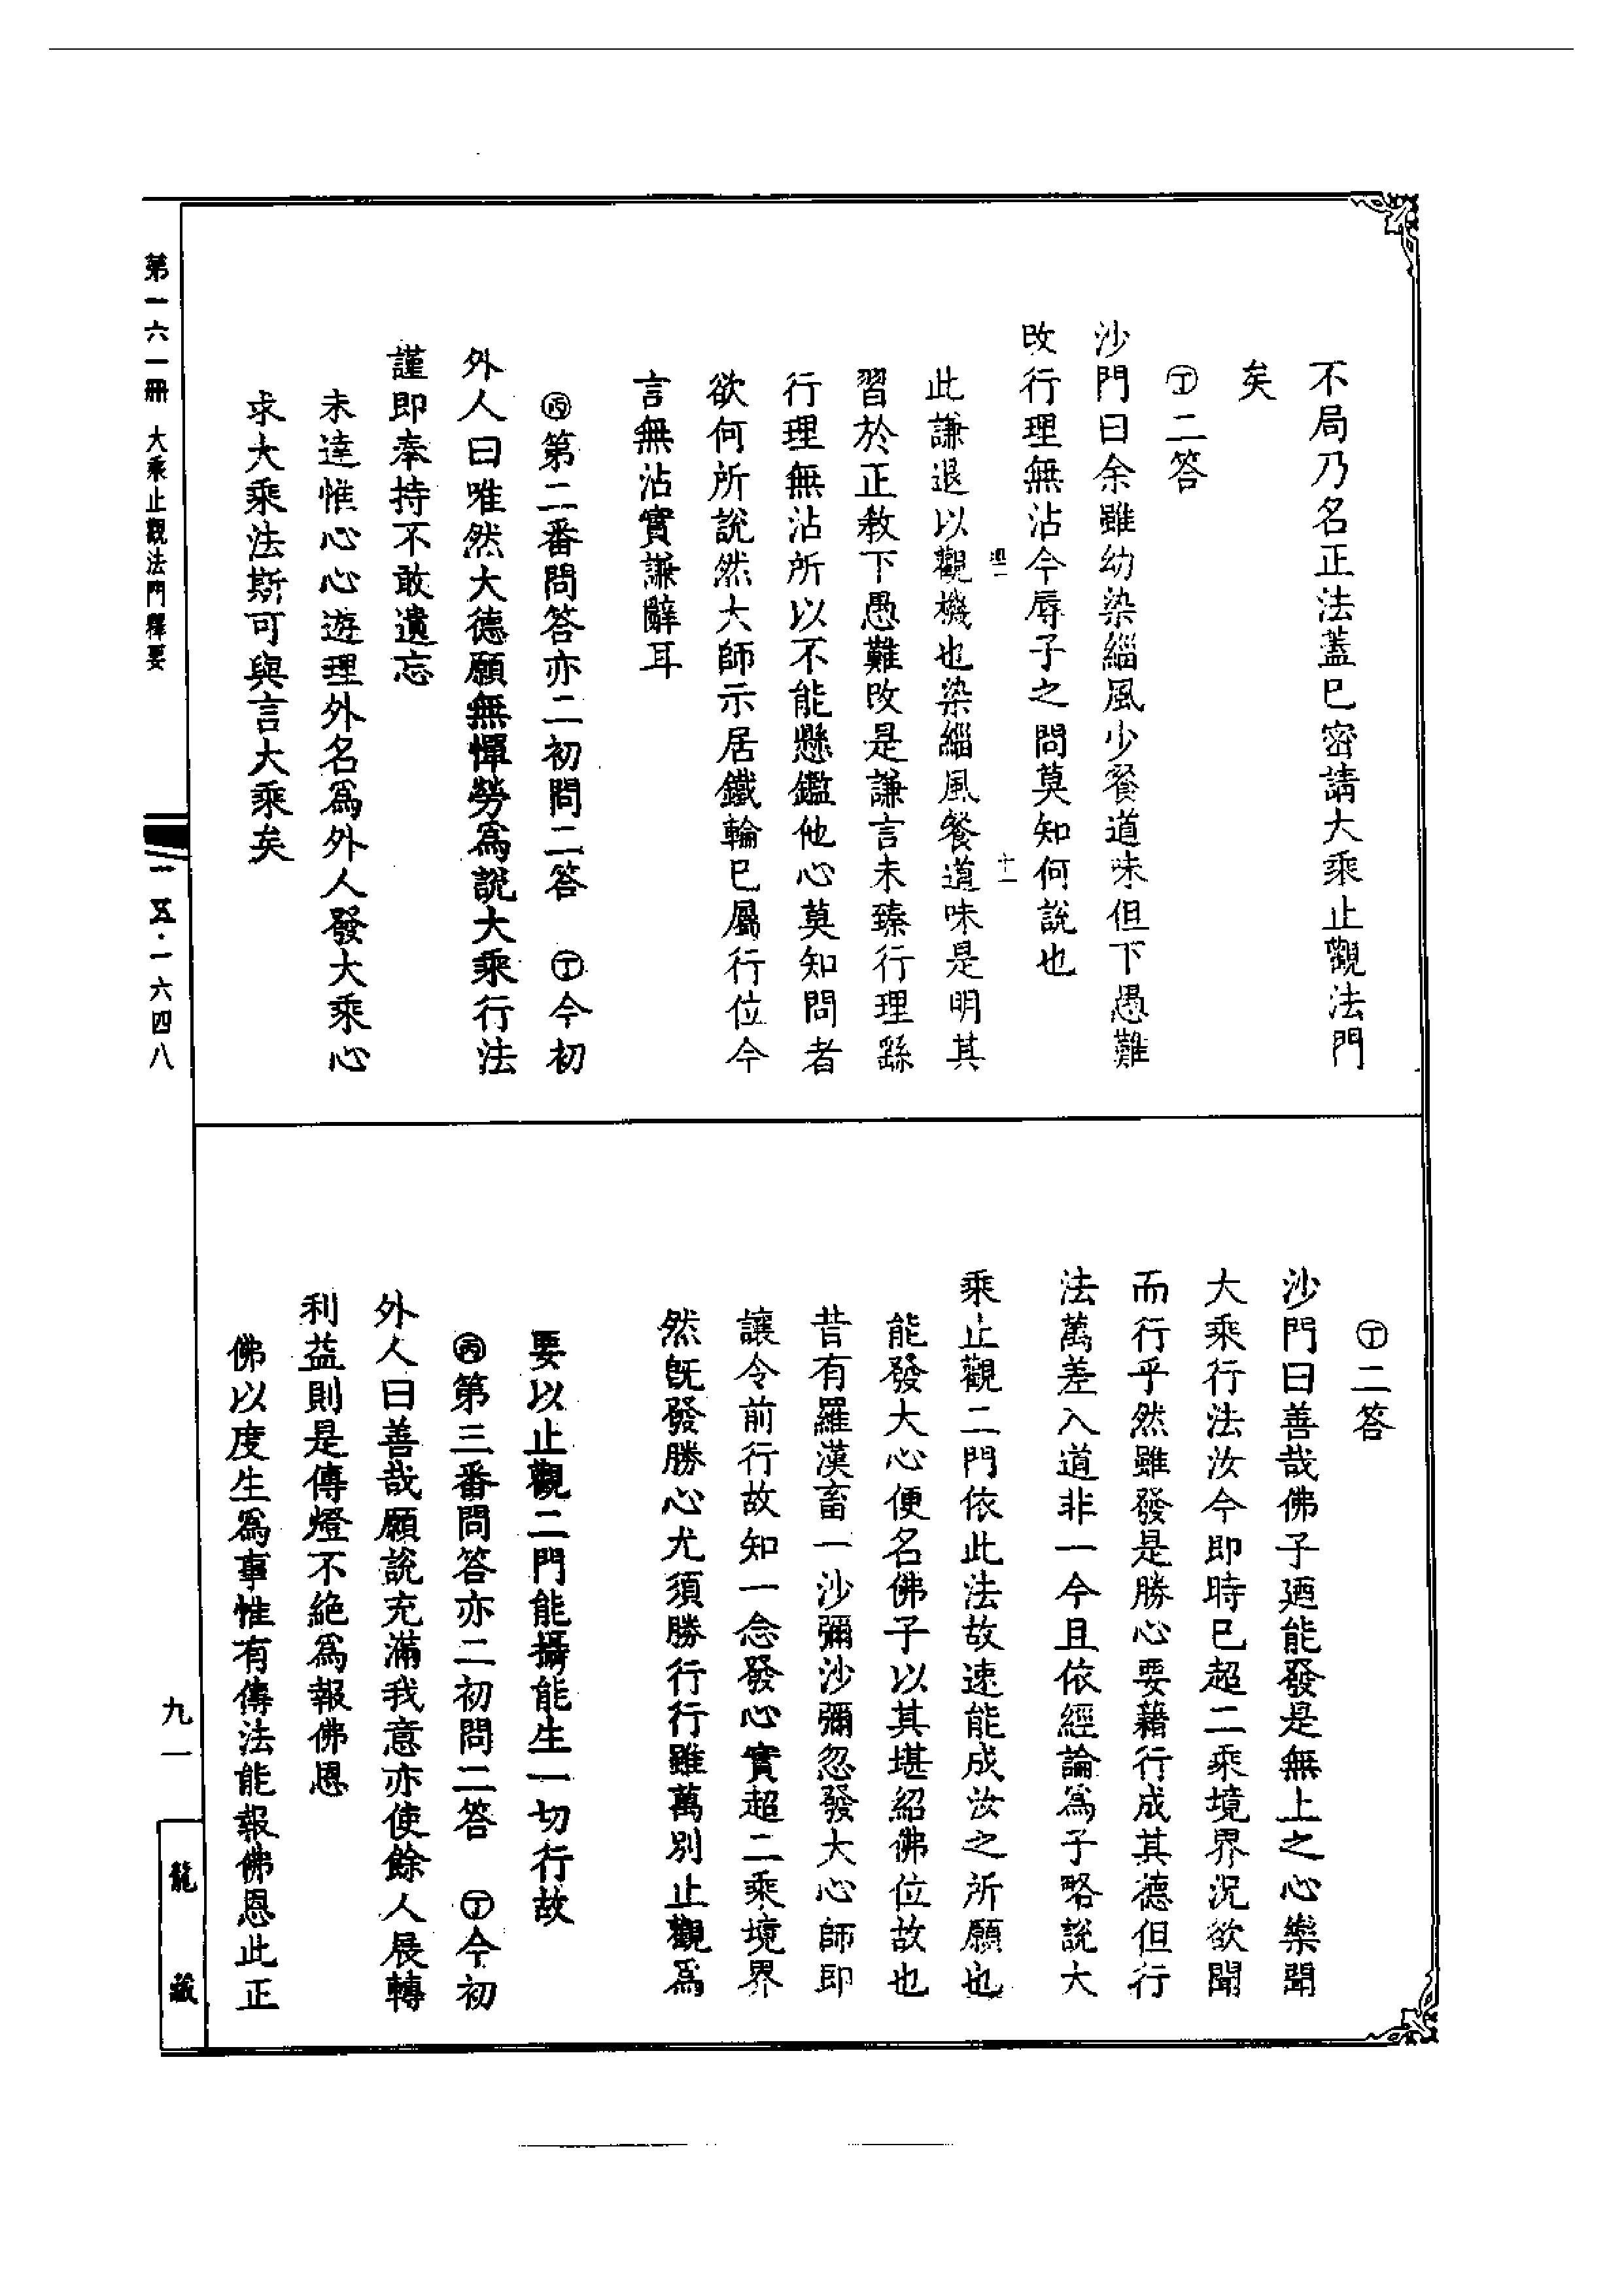 不局乃名正法蓋巳密請大乘止觀法門
矣
㊀二答
沙門曰余雖幼染緇風少餐道味但下愚難
改行理無沾今辱子之問莫知何說也
十一
此謙退以觀機也染緇風餐道味是明其
習於正教下愚難改是謙言未臻行理繇
行理無沾所以不能懸鑑他心莫知問者
欲何所說然大師示居鐵輪巳屬行位今
言無沾實謙辭耳
丙第二番問答亦二初問二答 丁今初
外人曰唯然大德願無憚勞為說大乘行法
謹即奉持不敢遺忘
未達惟心心遊理外名為外人發大乘心
求大乘法斯可與言大乘矣
丁二答
沙門曰善哉佛子廼能發是無上之心樂聞
大乘行法汝今即時巳超二乘境界況欲聞
而行乎然雖發是勝心要藉行成其德但行
法萬差入道非一今且依經論為子略說大
乘止觀二門依此法故速能成汝之所願也
能發大心便名佛子以其堪紹佛位故也
昔有羅漢畜一沙彌沙彌忽發大心師即
讓令前行故知一念發心實超二乘境界
然既發勝心尤須勝行行雖萬別止觀為
要以止觀二門能攝能生一切行故
丙第三番問答亦二初問二答 丁今初
外人曰善哉願說充滿我意亦使餘人展轉
利益則是傳燈不絕為報佛恩
佛以度生為事惟有傳法能報佛恩此正
第一六一冊 大乘止觀法門釋要
一五·一六四八
九一
龍藏